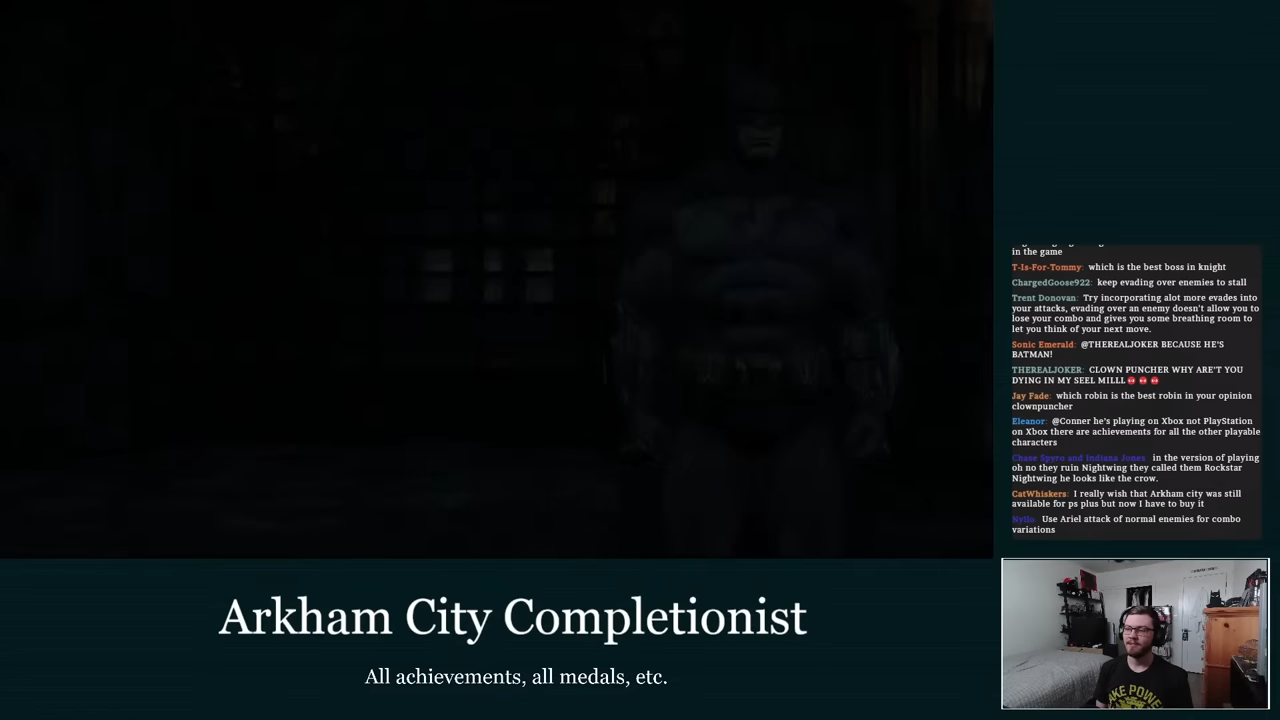 in the game
T-Is-For-Tommy: which is the best boss in knight
ChargedGoose922: keep evading over enemies to stall
Trent Donovan: Try incorporating alot more evades into
your attacks, evading over an enemy doesn't allow you to
lose your combo and gives you some breathing room to
let you think of your next move.
Sonic Emerald: @THEREALJOKER BECAUSE HE'S
BATMAN!
THEREALJOKER: CLOWN PUNCHER WHY ARE'T YOU
DYING IN MY SEEL MILLL
Jay Fade: which robin is the best robin in your opinion
clownpuncher
Eleanor: @Conner he's playing on Xbox not PlayStation
on Xbox there are achievements for all the other playable
characters
Chase Spyro and Indiana Jones: in the version of playing
oh no they ruin Nightwing they called them Rockstar
Nightwing he looks like the crow.
CatWhiskers: I really wish that Arkham city was still
available for ps plus but now I have to buy it
Use Ariel attack of normal enemies for combo
variations
Arkham City Completionist
All achievements, all medals, etc.
AKE POWE